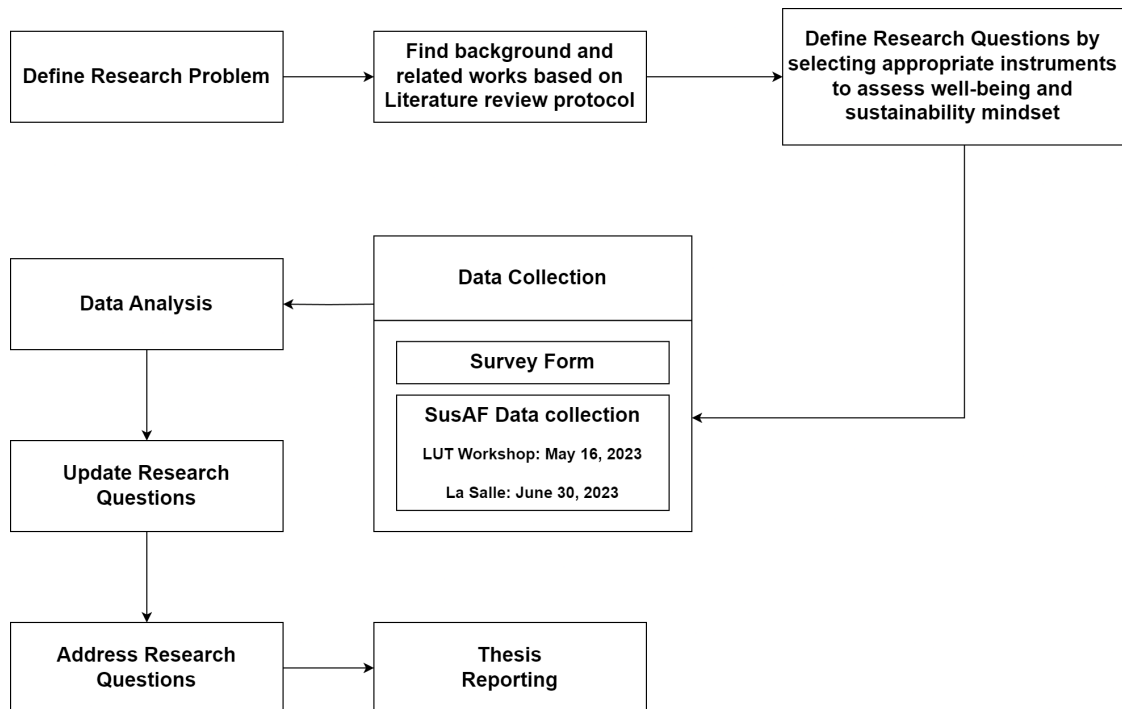 Define Research Problem
Find background and
related works based on
Literature review protocol
Define Research Questions by
selecting appropriate instruments
to assess well-being and
sustainability mindset
Data Collection
Survey Form
SusAF Data collection
LUT Workshop: May 16, 2023
La Salle: June 30, 2023
Data Analysis
Update Research
Questions
Address Research
Questions
Thesis
Reporting